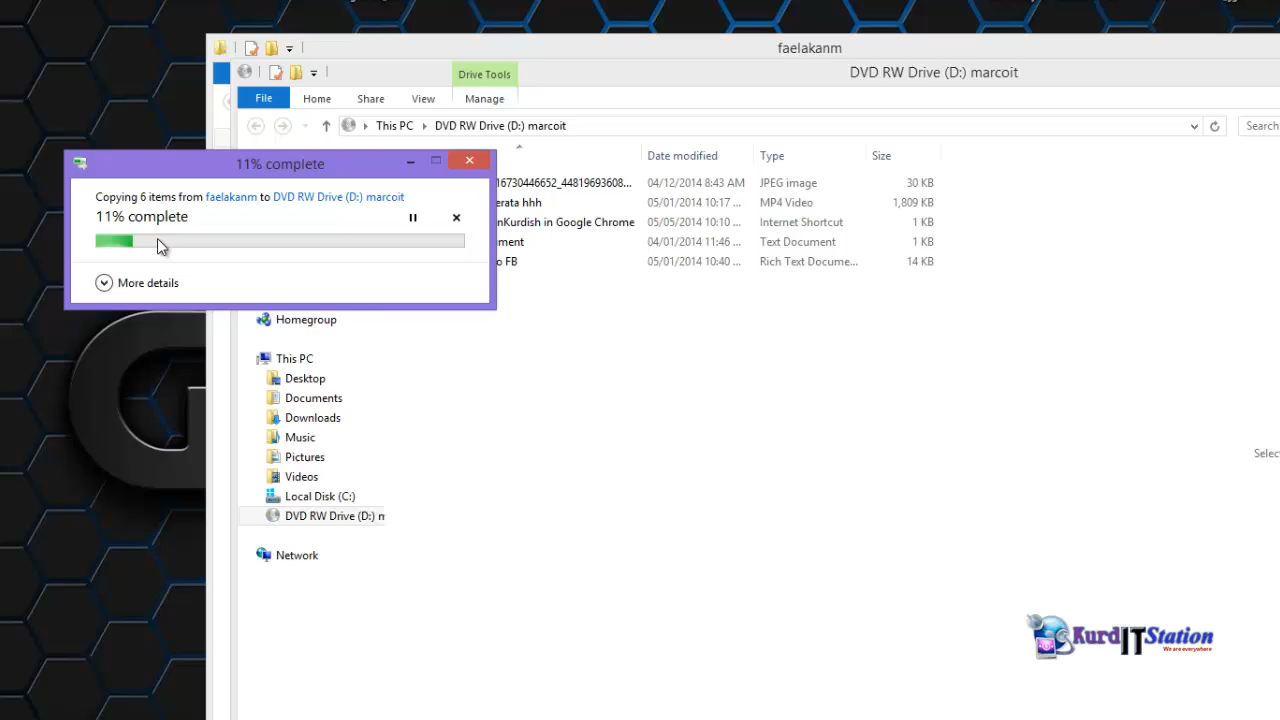 faelakanm
Drive Tools
DVD RW Drive (D:) marcoit
File Home Share View Manage
This PC DVD RW Drive (D:) marcoit Search
Date modified Type Size
11% complete
Copying 6 items from faelakanm to DVD RW Drive (D:) marcoit
11% complete
More details
16730446652_44819693608... 04/12/2014 8:43 AM JPEG image 30 KB
erata hhh 05/01/2014 10:17 ... MP4 Video 1,809 KB
nKurdish in Google Chrome 05/05/2014 10:10 ... Internet Shortcut 1 KB
ment 04/01/2014 11:46 ... Text Document 1 KB
o FB 05/01/2014 10:40 ... Rich Text Docume... 14 KB
Homegroup
This PC
Desktop
Documents
Downloads
Music
Pictures
Videos
Local Disk (C:)
DVD RW Drive (D:) m
Network
Selec
KurdITStation
We are everywhere